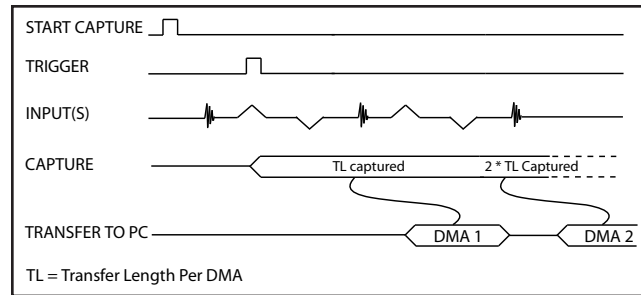 START CAPTURE
TRIGGER
INPUT(S)
CAPTURE
TL captured
2 * TL Captured
TRANSFER TO PC
DMA 1
DMA 2
TL = Transfer Length Per DMA